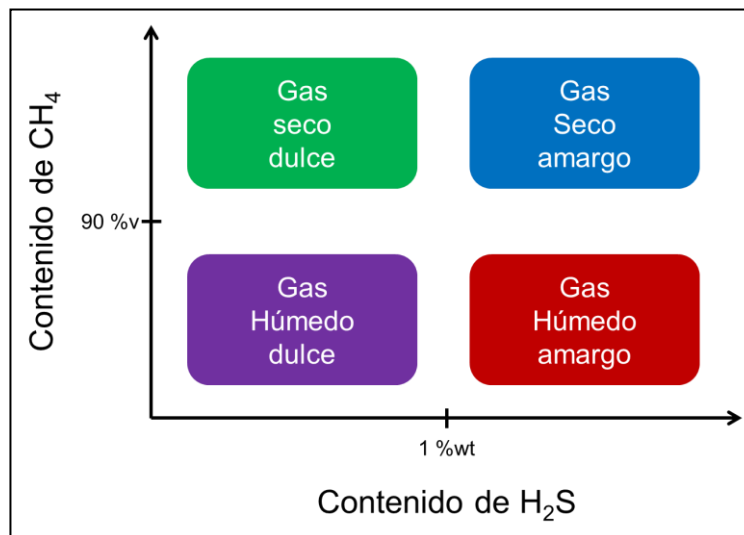 Contenido de CH₄
90 %v
Gas
seco
dulce
Gas
Seco
amargo
Gas
Húmedo
dulce
Gas
Húmedo
amargo
1 %wt
Contenido de H₂S